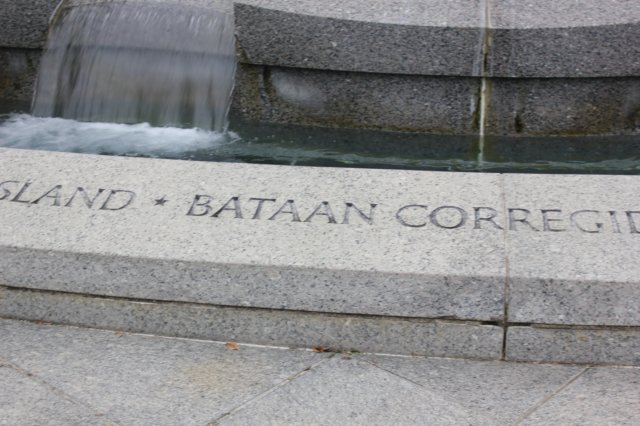 SLAND ★ BATAAN CORREGID